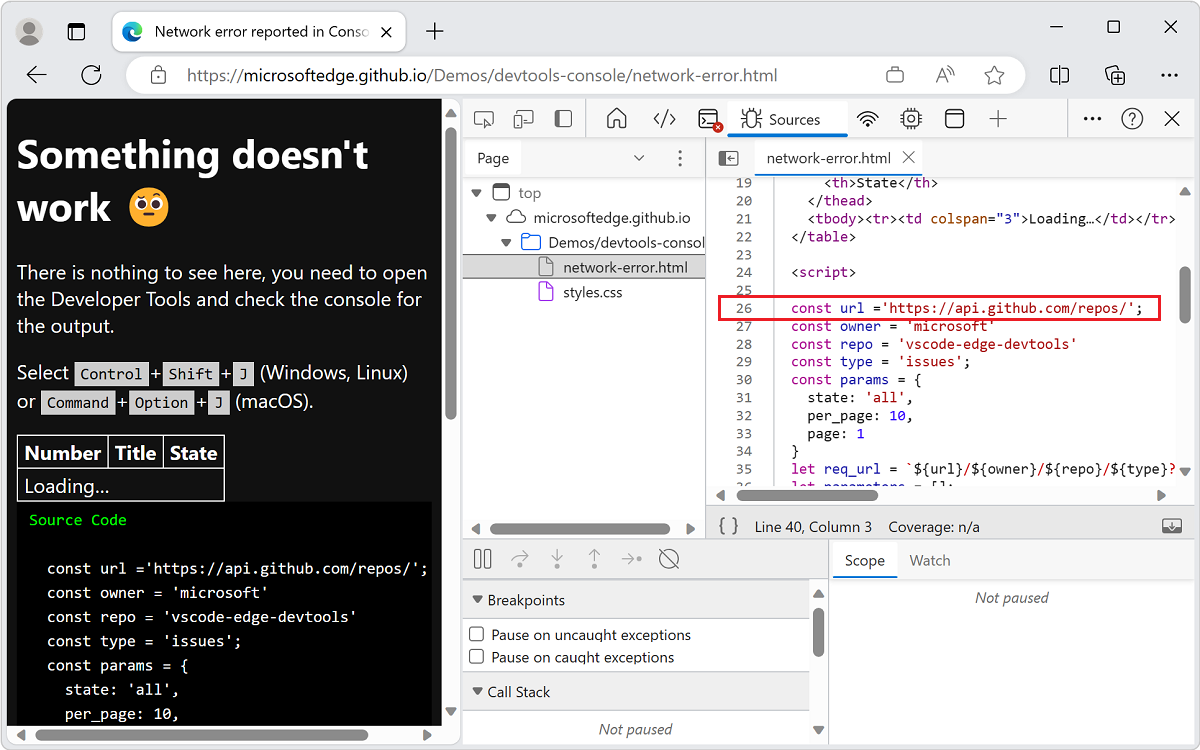 Network error reported in Conso
https://microsoftedge.github.io/Demos/devtools-console/network-error.html
Something doesn't
work
There is nothing to see here, you need to open
the Developer Tools and check the console for
the output.
Select Control + Shift + J (Windows, Linux)
or Command + Option + J (macOS).
Number Title State
Loading...
Source Code
const url ='https://api.github.com/repos/';
const owner = 'microsoft'
const repo = 'vscode-edge-devtools'
const type = 'issues';
const params = {
state: 'all',
per_page: 10,
Sources
Page
top
microsoftedge.github.io
Demos/devtools-consol
network-error.html
styles.css
network-error.html
19 <th>State</th>
20 </thead>
21 <tbody><tr><td colspan="3">Loading…</td></tr>
22 </table>
23
24 <script>
25
26 const url ='https://api.github.com/repos/';
27 const owner = 'microsoft'
28 const repo = 'vscode-edge-devtools'
29 const type = 'issues';
30 const params = {
31 state: 'all',
32 per_page: 10,
33 page: 1
34 }
35 let req_url = `${url}/${owner}/${repo}/${type}?
36 let parameters = [];
{ } Line 40, Column 3 Coverage: n/a
Breakpoints
Pause on uncaught exceptions
Pause on caught exceptions
Call Stack
Not paused
Scope Watch
Not paused